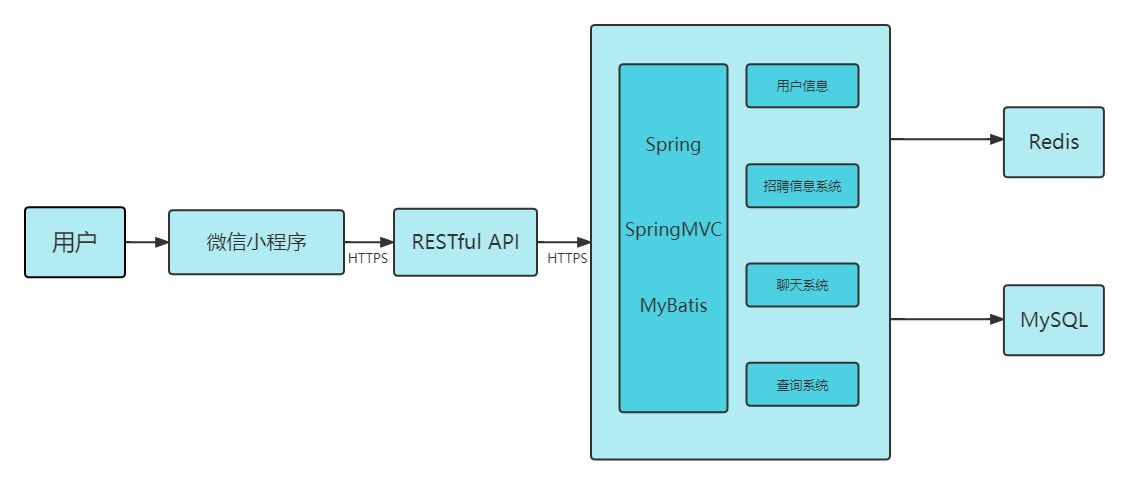 用户
微信小程序
HTTPS
RESTful API
HTTPS
Spring
SpringMVC
MyBatis
用户信息
招聘信息系统
聊天系统
查询系统
Redis
MySQL